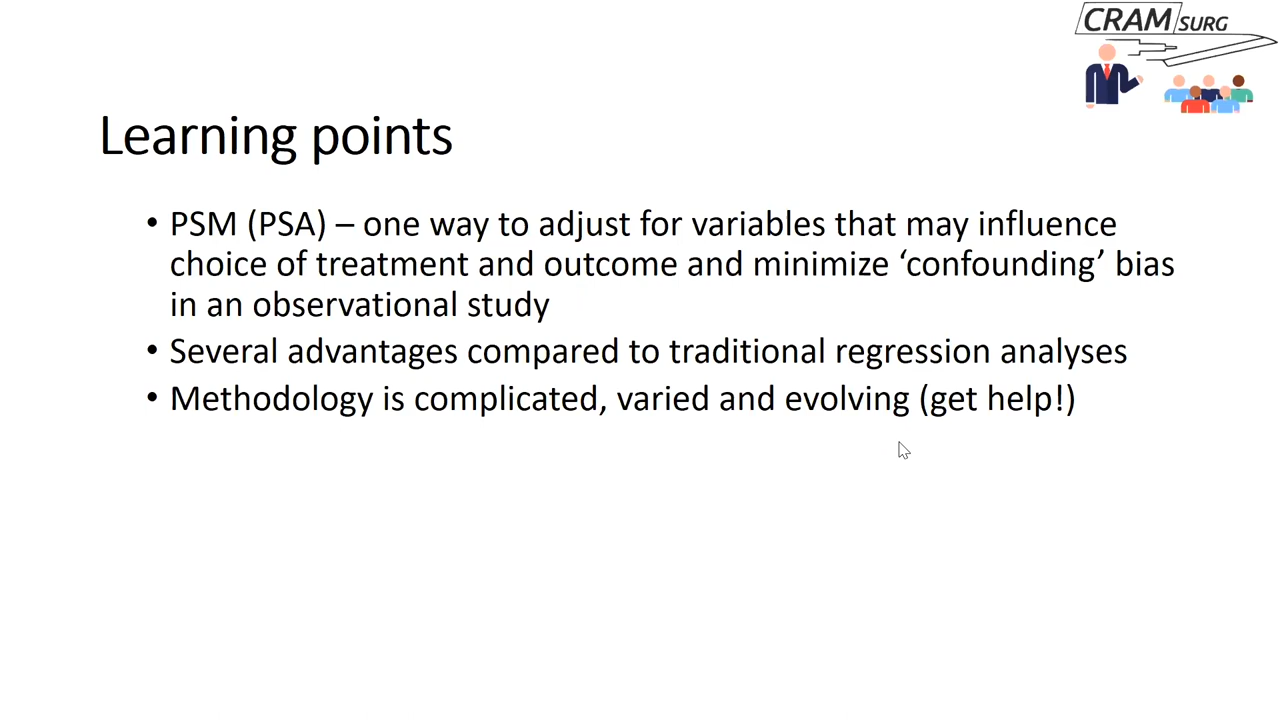 CRAM SURG
Learning points
• PSM (PSA) – one way to adjust for variables that may influence
choice of treatment and outcome and minimize ‘confounding’ bias
in an observational study
• Several advantages compared to traditional regression analyses
• Methodology is complicated, varied and evolving (get help!)